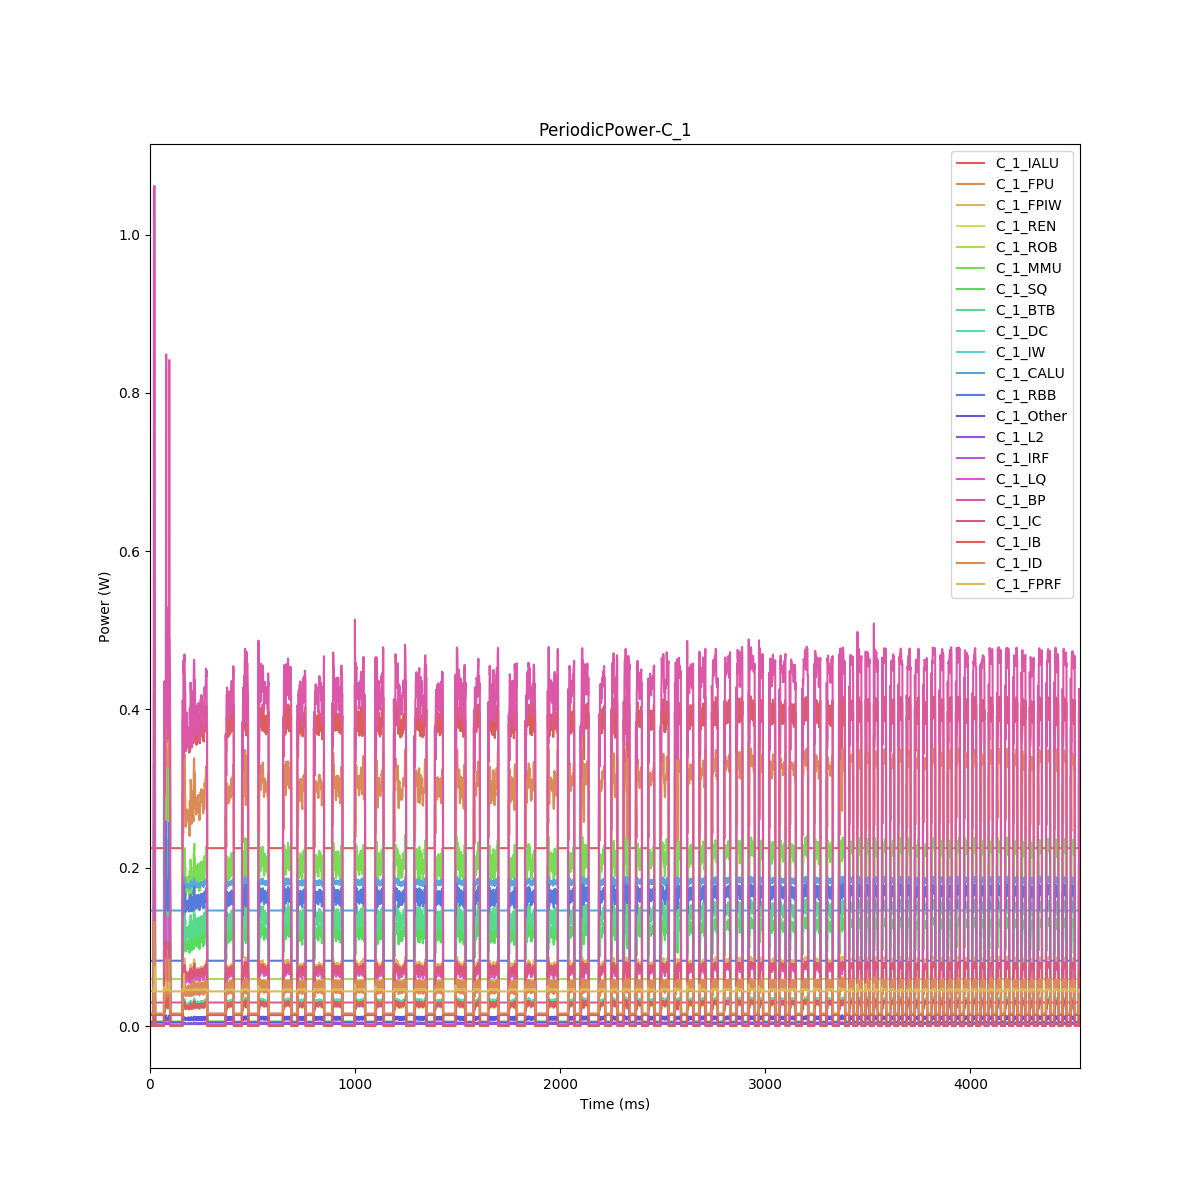 PeriodicPower-C_1
C_1_IALU
C_1_FPU
C_1_FPIW
C_1_REN
C_1_ROB
C_1_MMU
C_1_SQ
C_1_BTB
C_1_DC
C_1_IW
C_1_CALU
C_1_RBB
C_1_Other
C_1_L2
C_1_IRF
C_1_LQ
C_1_BP
C_1_IC
C_1_IB
C_1_ID
C_1_FPRF
1.0
0.8
0.6
0.4
0.2
0.0
Power (W)
0 1000 2000 3000 4000
Time (ms)